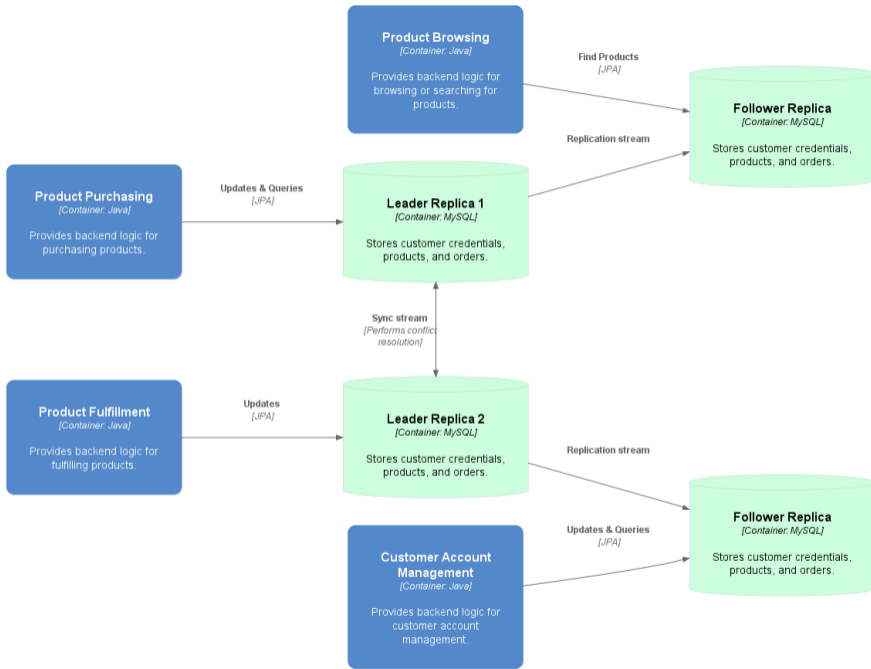 Product Browsing
[Container: Java]
Provides backend logic for
browsing or searching for
products.
Find Products
[JPA]
Follower Replica
[Container: MySQL]
Stores customer credentials,
products, and orders.
Replication stream
Product Purchasing
[Container: Java]
Provides backend logic for
purchasing products.
Updates & Queries
[JPA]
Leader Replica 1
[Container: MySQL]
Stores customer credentials,
products, and orders.
Sync stream
[Performs conflict
resolution]
Product Fulfillment
[Container: Java]
Provides backend logic for
fulfilling products.
Updates
[JPA]
Leader Replica 2
[Container: MySQL]
Stores customer credentials,
products, and orders.
Replication stream
Follower Replica
[Container: MySQL]
Stores customer credentials,
products, and orders.
Updates & Queries
[JPA]
Customer Account
Management
[Container: Java]
Provides backend logic for
customer account
management.